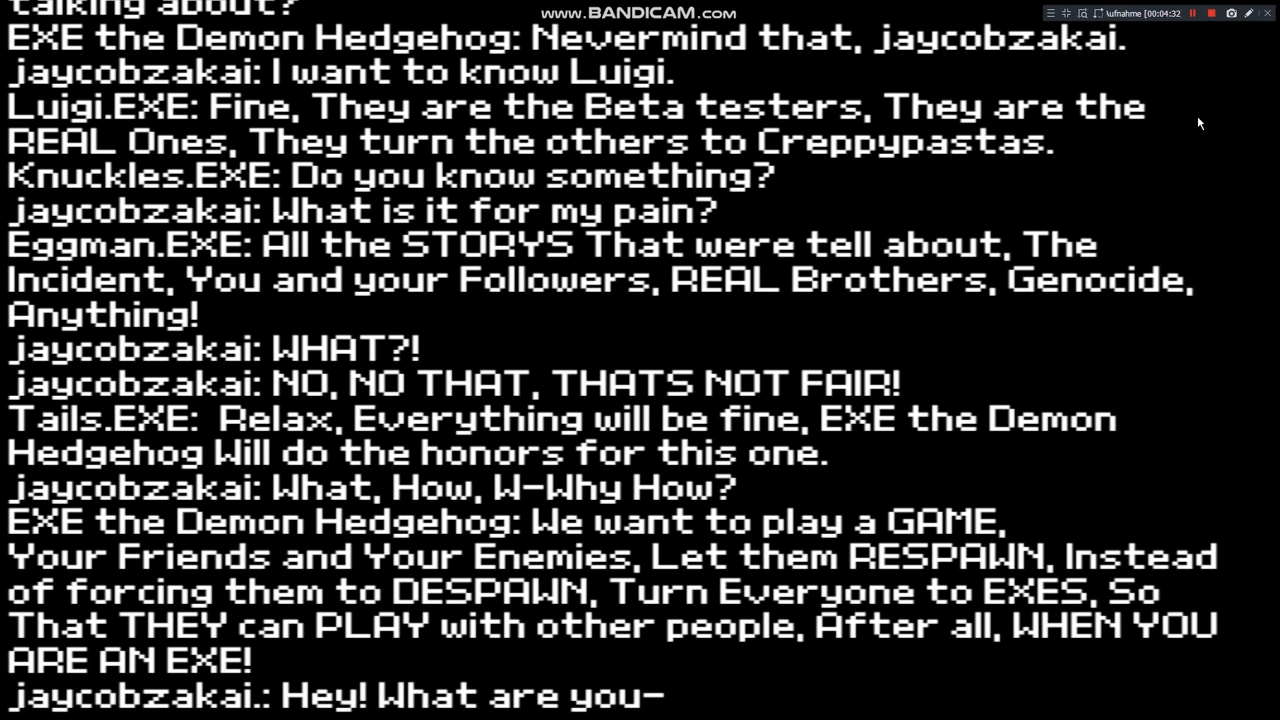 talking about?
www.BANDICAM.com
\ufnahme [00:04:32]
EXE the Demon Hedgehog: Nevermind that, jaycobzakai.
jaycobzakai: I want to know Luigi.
Luigi.EXE: Fine, They are the Beta testers, They are the
REAL Ones, They turn the others to Creppypastas.
Knuckles.EXE: Do you know something?
jaycobzakai: What is it for my pain?
Eggman.EXE: All the STORYS That were tell about, The
Incident, You and your Followers, REAL Brothers, Genocide,
Anything!
jaycobzakai: WHAT?!
jaycobzakai: NO, NO THAT, THATS NOT FAIR!
Tails.EXE:  Relax, Everything will be fine, EXE the Demon
Hedgehog Will do the honors for this one.
jaycobzakai: What, How, W-Why How?
EXE the Demon Hedgehog: We want to play a GAME,
Your Friends and Your Enemies, Let them RESPAWN, Instead
of forcing them to DESPAWN, Turn Everyone to EXES, So
That THEY can PLAY with other people, After all, WHEN YOU
ARE AN EXE!
jaycobzakai.: Hey! What are you-